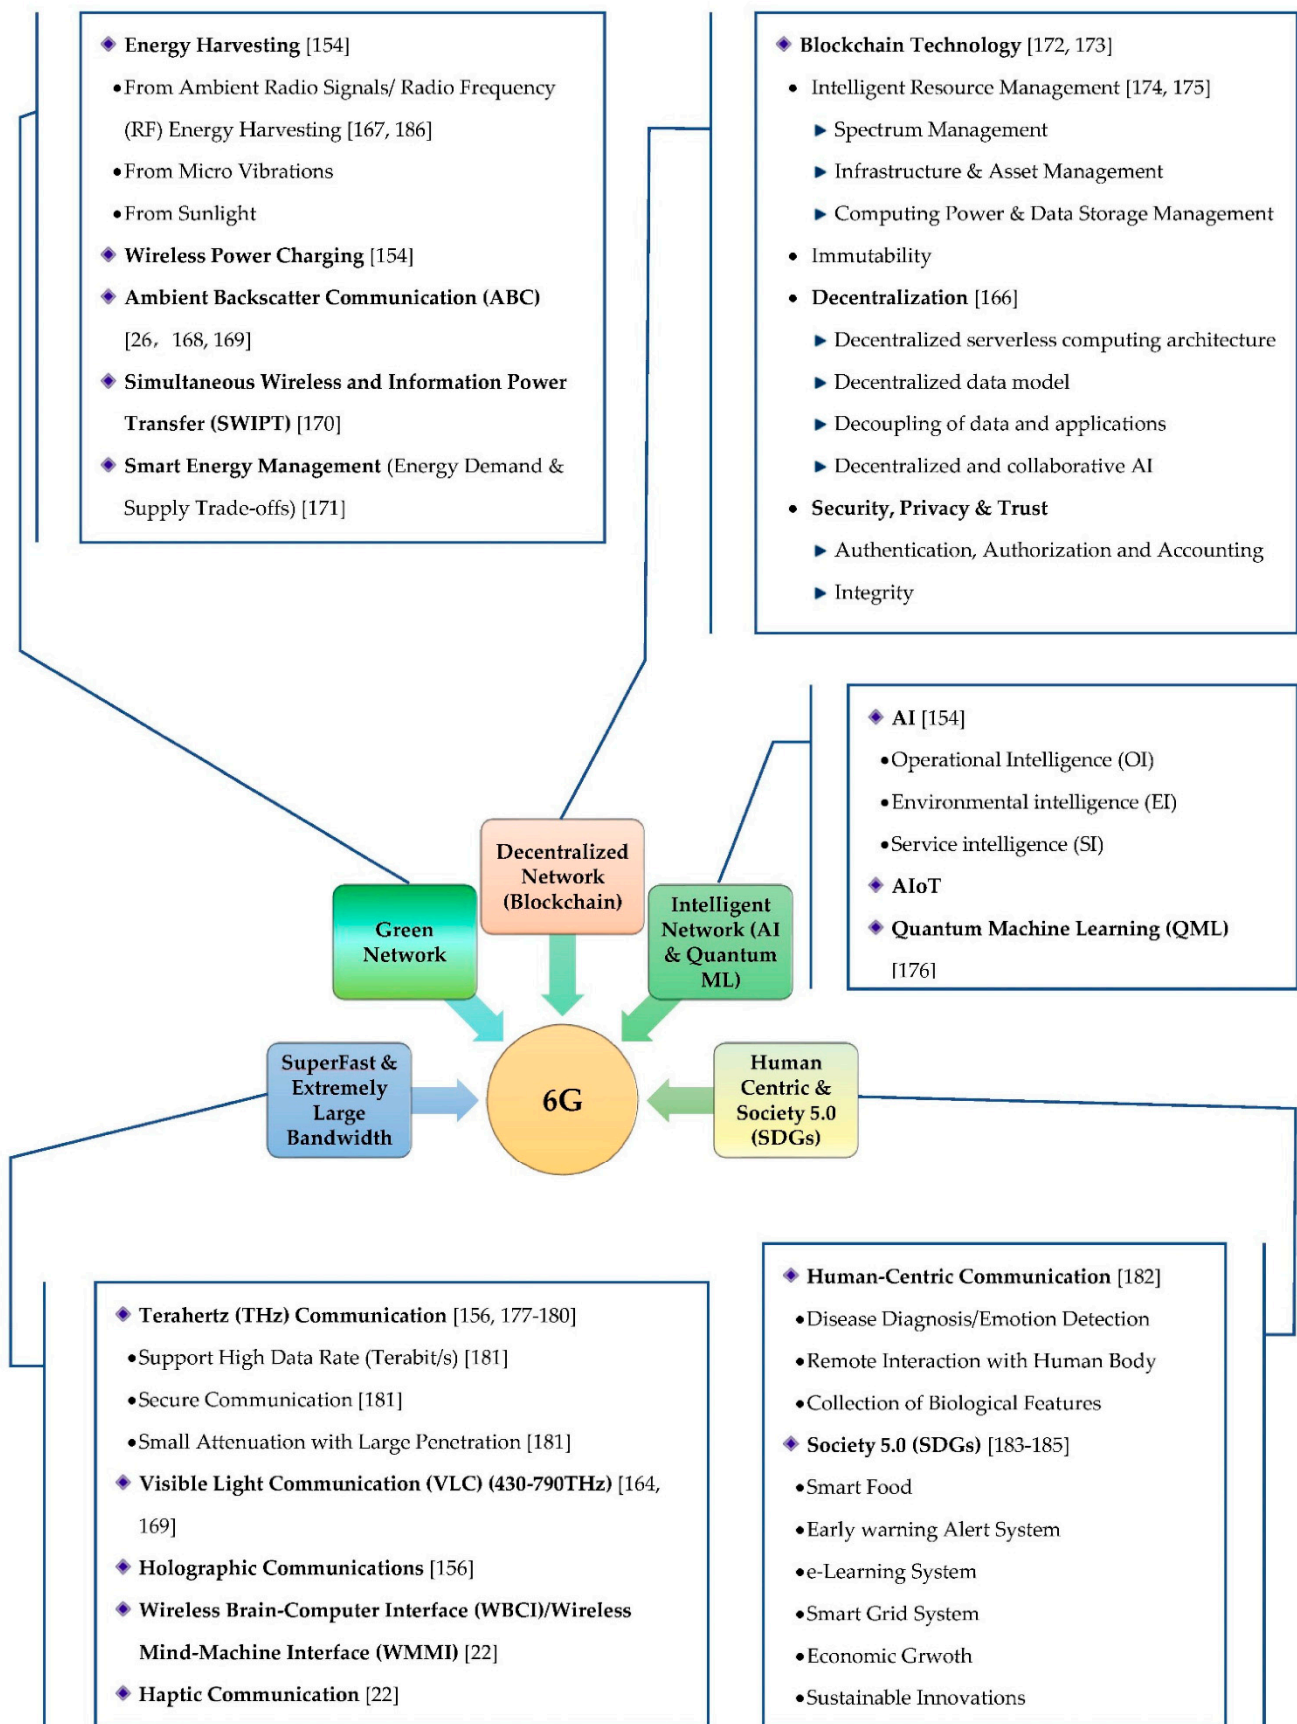 Energy Harvesting [154]
•From Ambient Radio Signals/ Radio Frequency
(RF) Energy Harvesting [167, 186]
•From Micro Vibrations
•From Sunlight
Wireless Power Charging [154]
Ambient Backscatter Communication (ABC)
[26, 168, 169]
Simultaneous Wireless and Information Power
Transfer (SWIPT) [170]
Smart Energy Management (Energy Demand &
Supply Trade-offs) [171]
Blockchain Technology [172, 173]
• Intelligent Resource Management [174, 175]
Spectrum Management
Infrastructure & Asset Management
Computing Power & Data Storage Management
• Immutability
• Decentralization [166]
Decentralized serverless computing architecture
Decentralized data model
Decoupling of data and applications
Decentralized and collaborative AI
• Security, Privacy & Trust
Authentication, Authorization and Accounting
Integrity
AI [154]
•Operational Intelligence (OI)
•Environmental intelligence (EI)
•Service intelligence (SI)
AIoT
Quantum Machine Learning (QML)
[176]
Green
Network
Decentralized
Network
(Blockchain)
Intelligent
Network (AI
& Quantum
ML)
SuperFast &
Extremely
Large
Bandwidth
6G
Human
Centric &
Society 5.0
(SDGs)
Terahertz (THz) Communication [156, 177-180]
•Support High Data Rate (Terabit/s) [181]
•Secure Communication [181]
•Small Attenuation with Large Penetration [181]
Visible Light Communication (VLC) (430-790THz) [164,
169]
Holographic Communications [156]
Wireless Brain-Computer Interface (WBCI)/Wireless
Mind-Machine Interface (WMMI) [22]
Haptic Communication [22]
Human-Centric Communication [182]
•Disease Diagnosis/Emotion Detection
•Remote Interaction with Human Body
•Collection of Biological Features
Society 5.0 (SDGs) [183-185]
•Smart Food
•Early warning Alert System
•e-Learning System
•Smart Grid System
•Economic Grwoth
•Sustainable Innovations